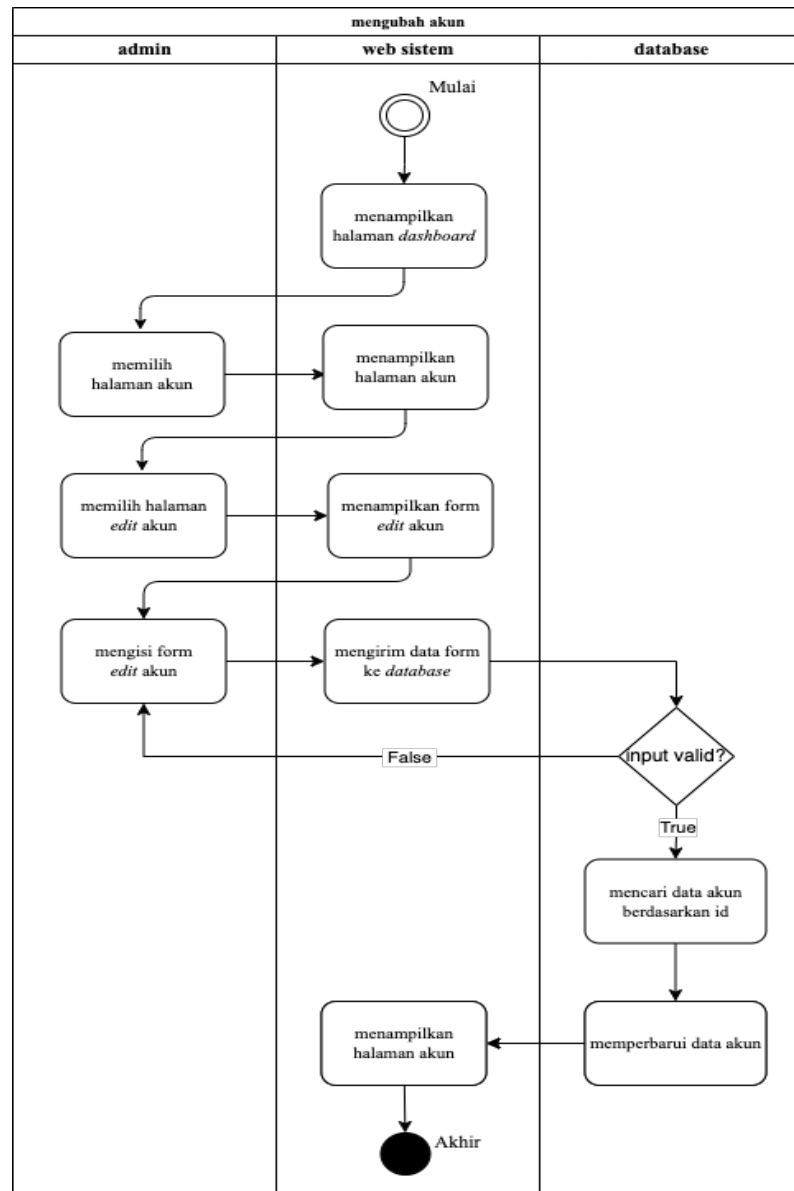 mengubah akun
admin
web sistem
database
Mulai
menampilkan
halaman dashboard
memilih
halaman akun
menampilkan
halaman akun
memilih halaman
edit akun
menampilkan form
edit akun
mengisi form
edit akun
mengirim data form
ke database
input valid?
False
True
mencari data akun
berdasarkan id
memperbarui data akun
menampilkan
halaman akun
Akhir